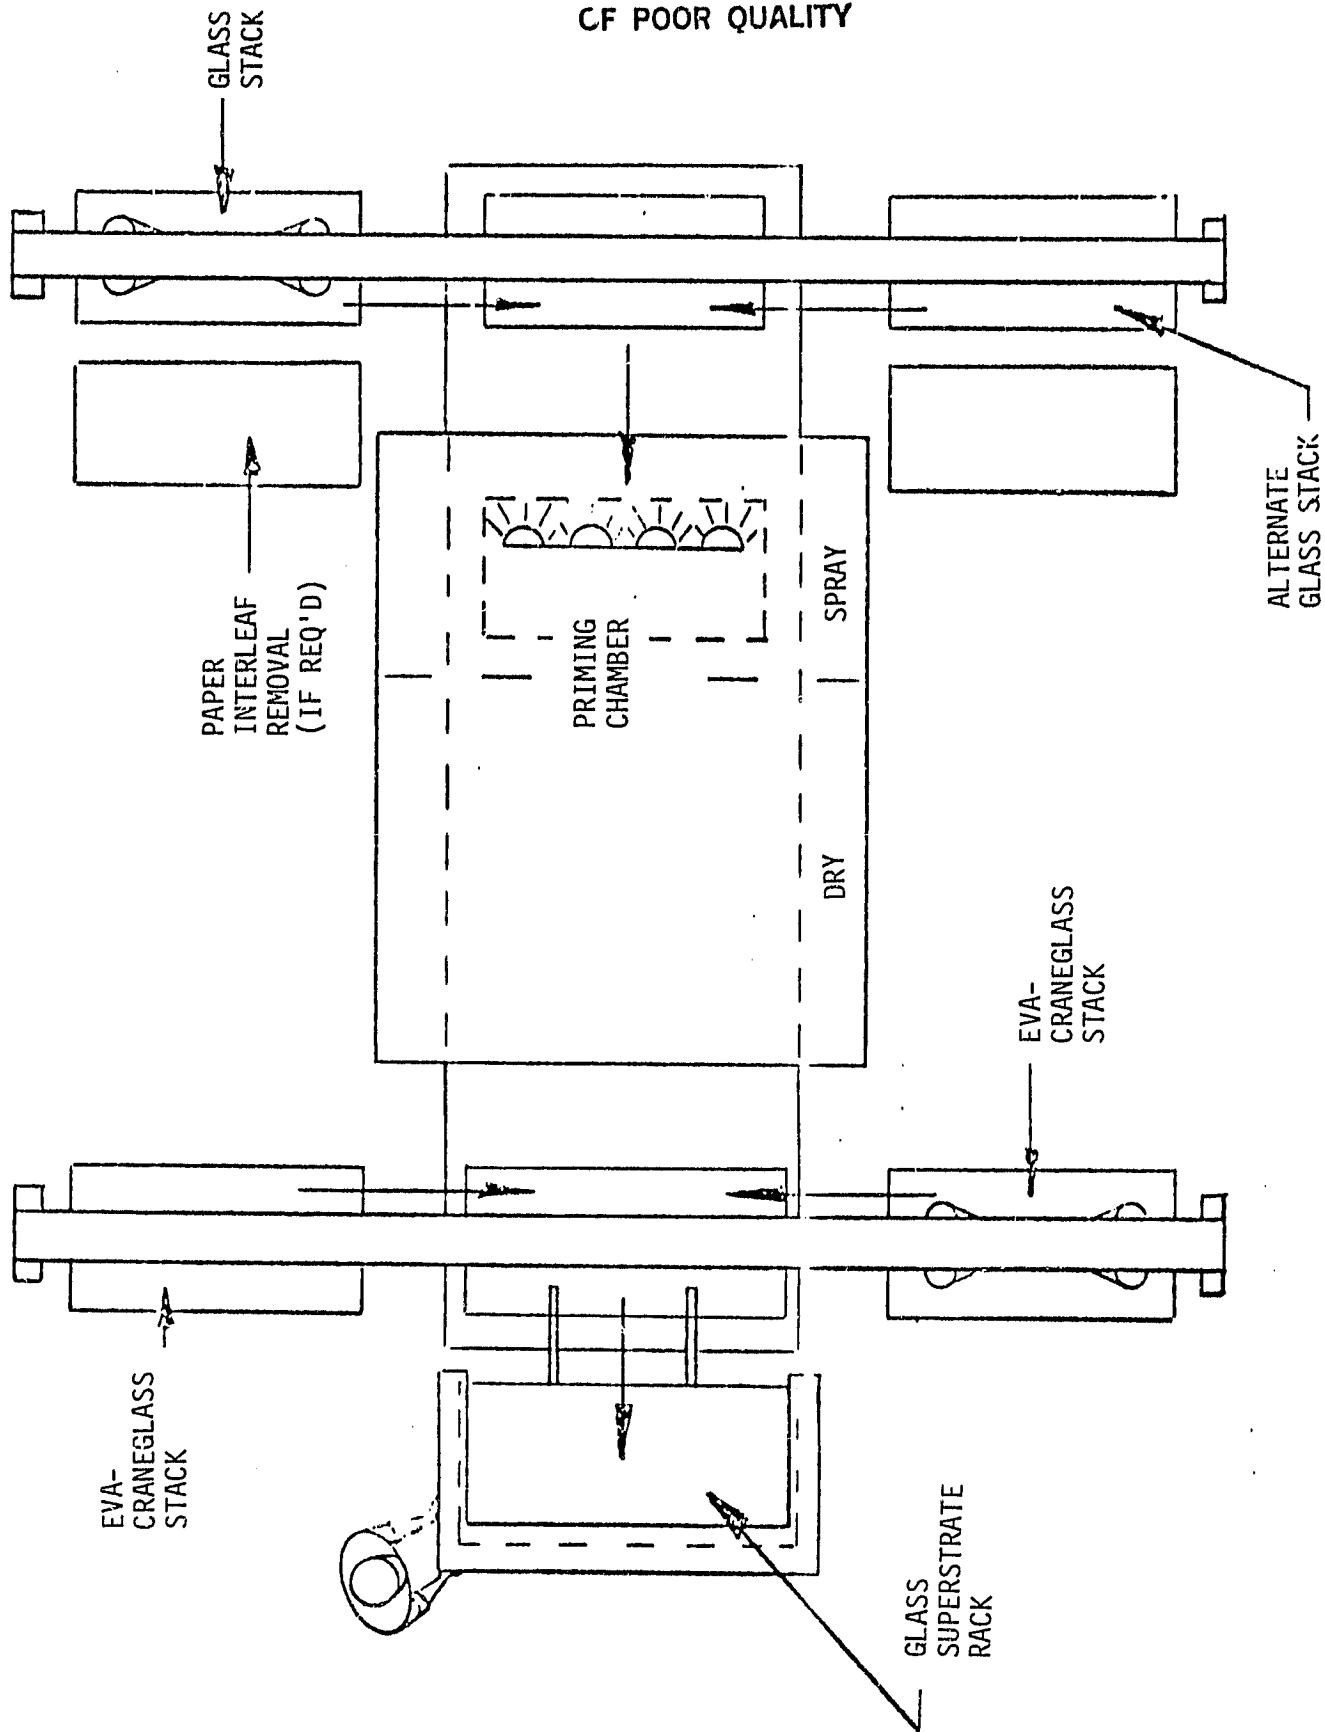 CF POOR QUALITY
GLASS
STACK
PAPER
INTERLEAF
REMOVAL
(IF REQ'D)
ALTERNATE
GLASS STACK
SPRAY
PRIMING
CHAMBER
DRY
EVA-
CRANEGLASS
STACK
EVA-
CRANEGLASS
STACK
GLASS
SUPERSTRATE
RACK